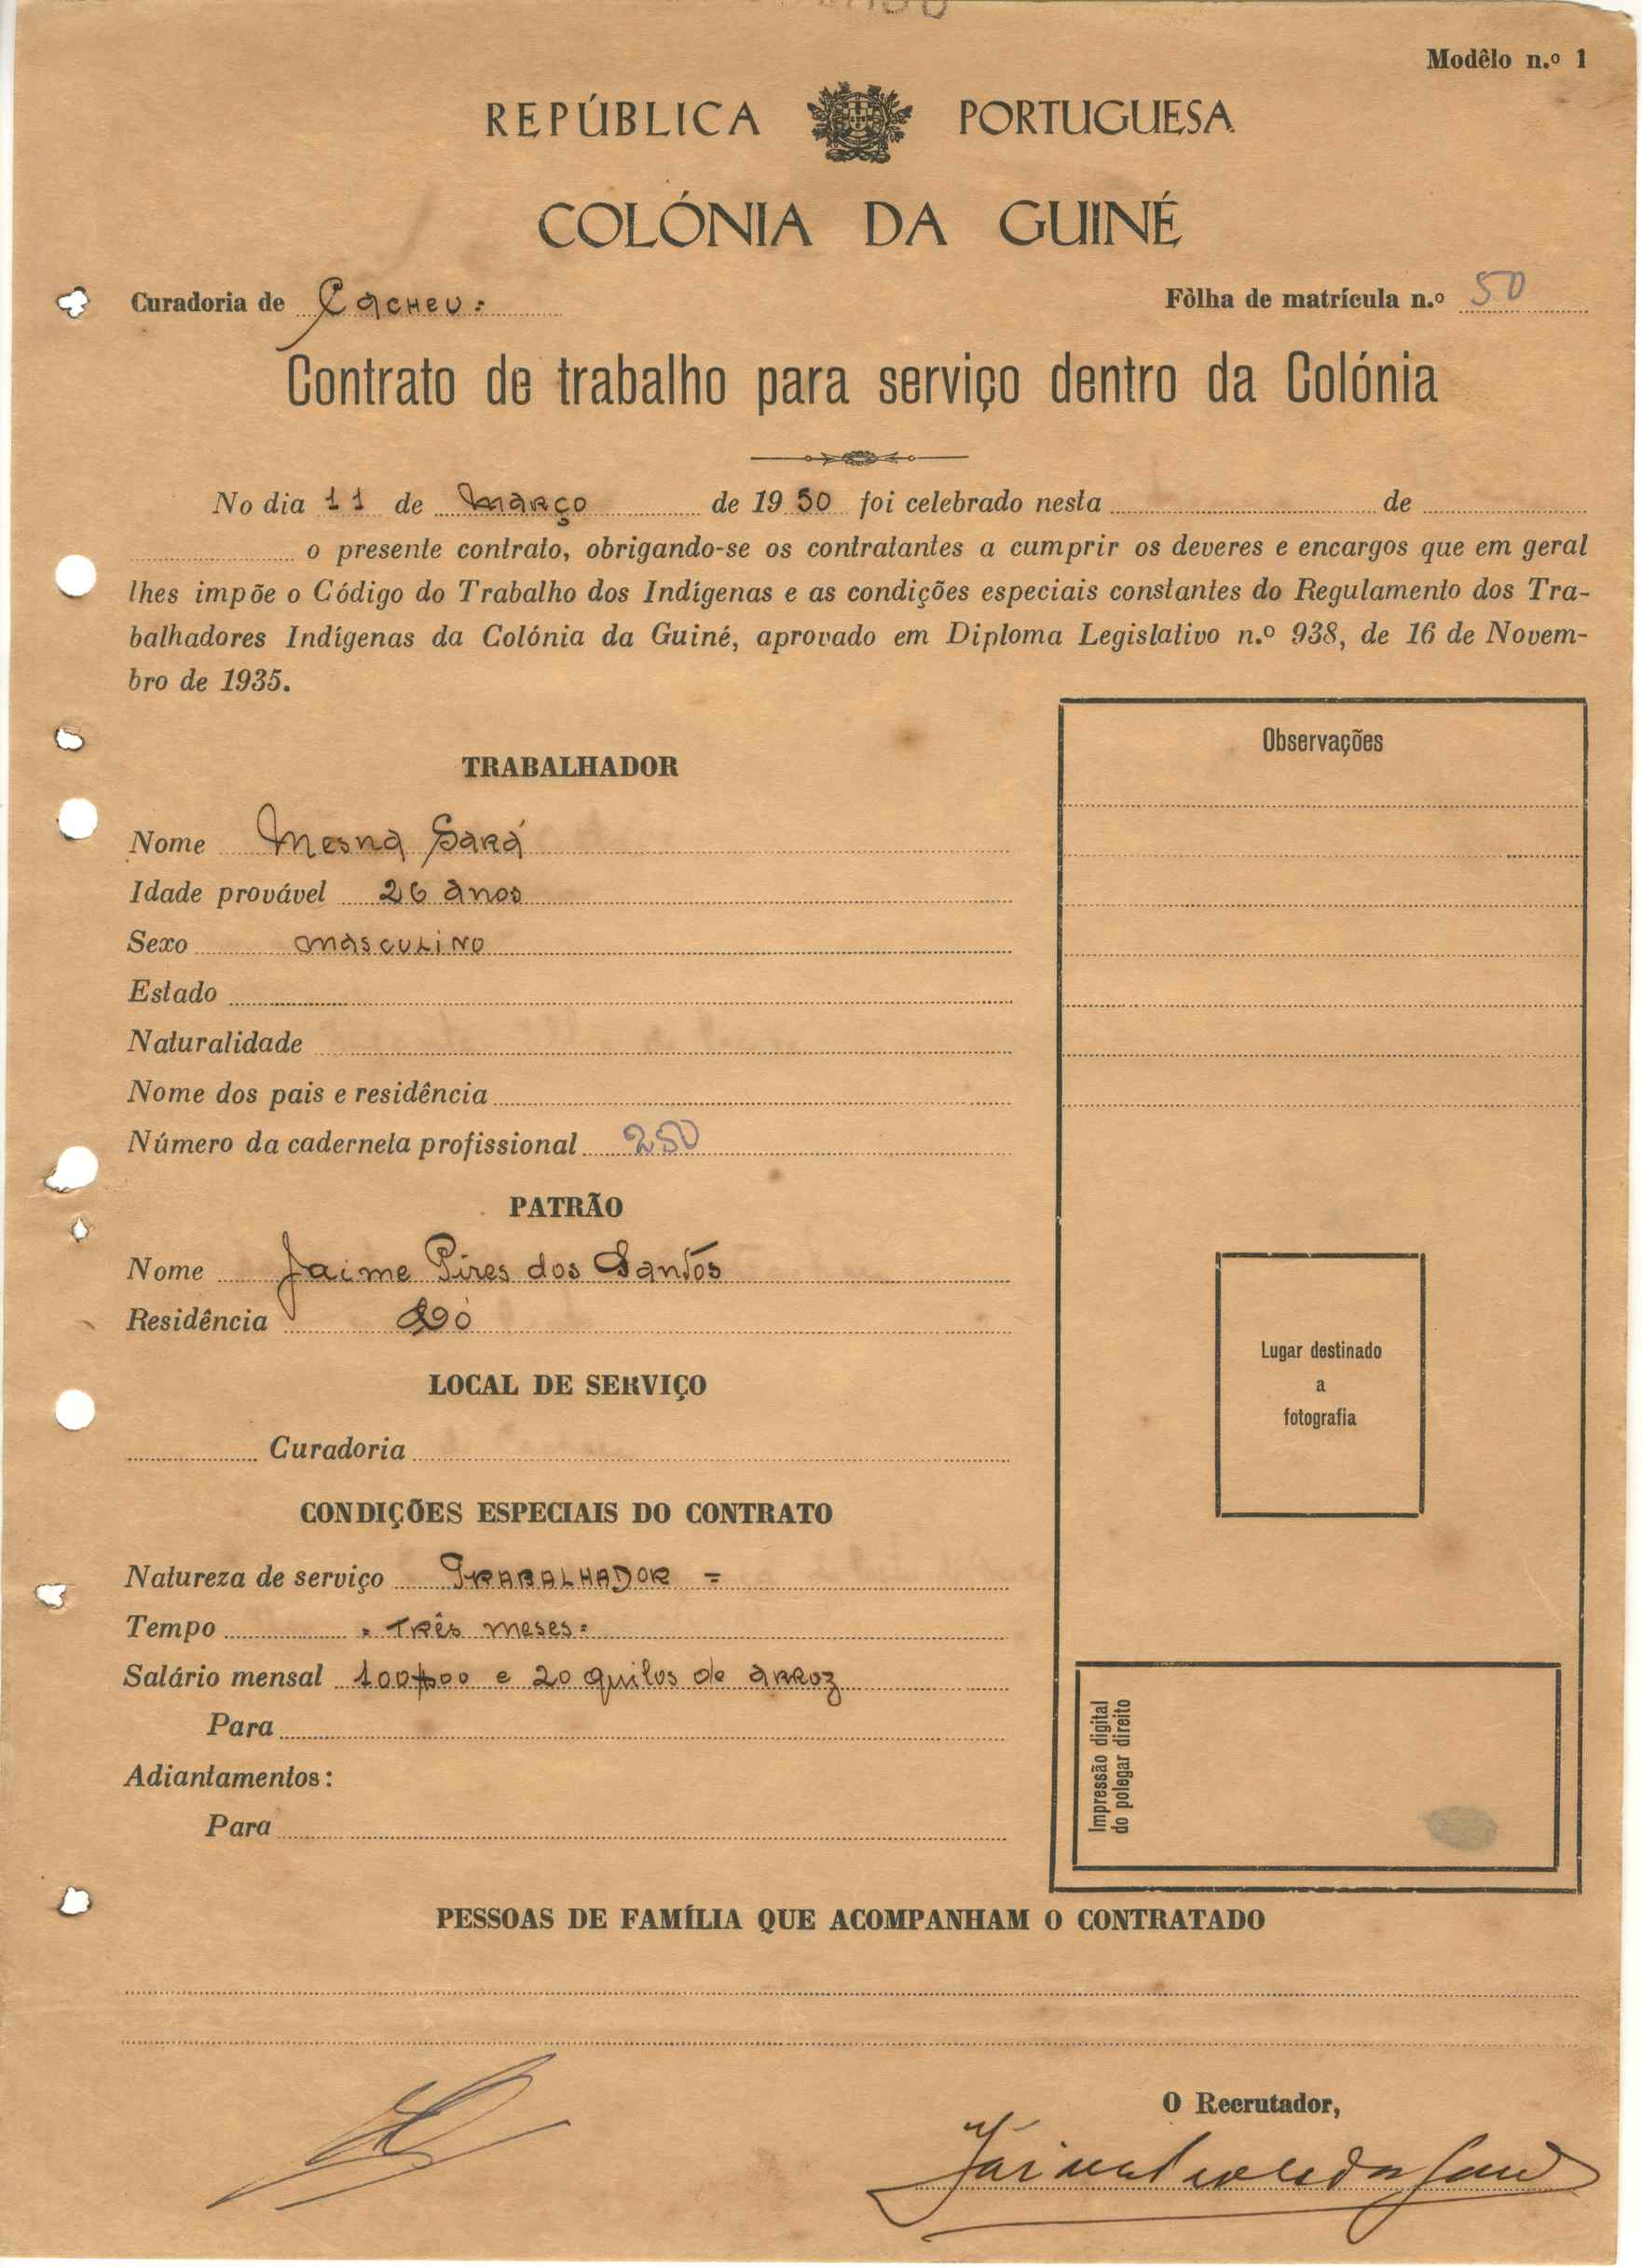 Modêlo n.º 1
REPÚBLICA PORTUGUESA
COLÓNIA DA GUINÉ
Curadoria de Cacheu= Fôlha de matrícula n.º 50
Contrato de trabalho para serviço dentro da Colónia
No dia 11 de março de 1950 foi celebrado nesta de
o presente contrato, obrigando-se os contratantes a cumprir os deveres e encargos que em geral
lhes impõe o Código do Trabalho dos Indígenas e as condições especiais constantes do Regulamento dos Tra-
balhadores Indígenas da Colónia da Guiné, aprovado em Diploma Legislativo n.º 938, de 16 de Novem-
bro de 1935.
Observações
TRABALHADOR
Nome Mesna Sará
Idade provável 26 anos
Sexo masculino
Estado
Naturalidade
Nome dos pais e residência
Número da caderneta profissional 250
PATRÃO
Nome Jaime Pires dos Santos
Residência
LOCAL DE SERVIÇO
Curadoria
Lugar destinado
a
fotografia
CONDIÇÕES ESPECIAIS DO CONTRATO
Natureza de serviço TRABALHADOR =
Tempo = Três meses=
Salário mensal 100$00 e 20 quilos de arroz
Para
Adiantamentos:
Para
Impressão digital
do polegar direito
PESSOAS DE FAMÍLIA QUE ACOMPANHAM O CONTRATADO
O Recrutador,